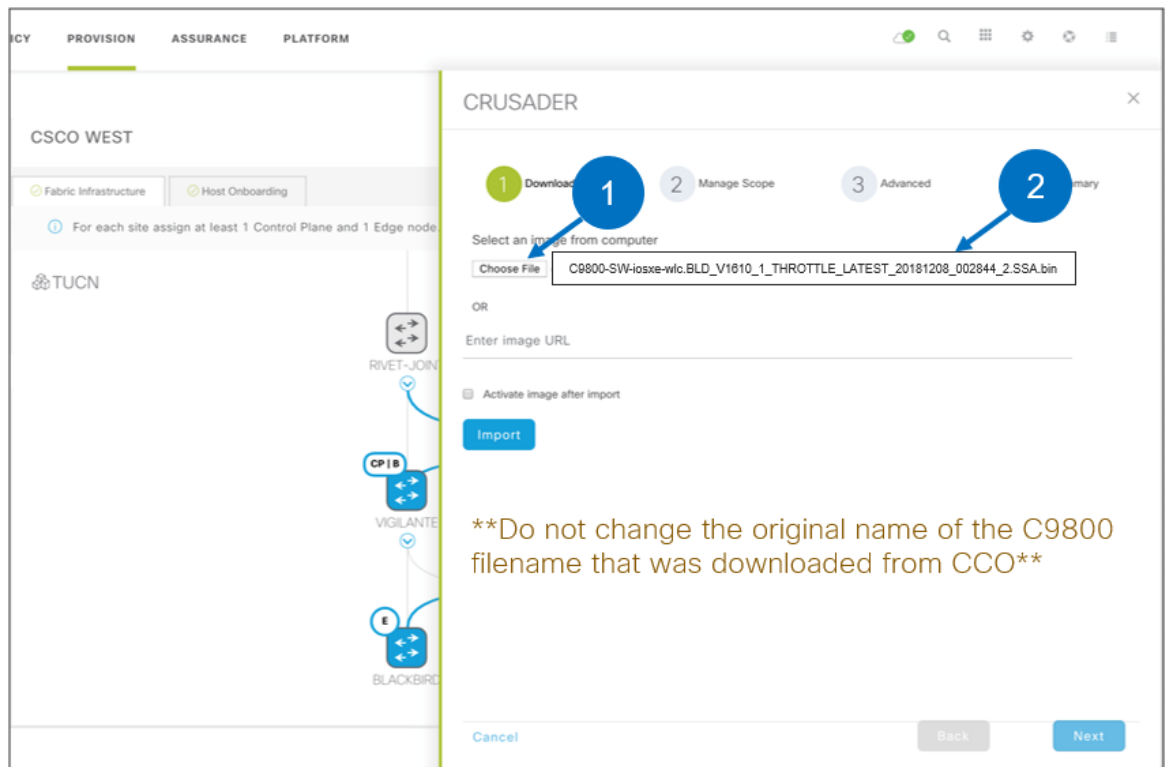 ICY PROVISION ASSURANCE PLATFORM
CRUSADER
CSCO WEST
Fabric Infrastructure Host Onboarding
For each site assign at least 1 Control Plane and 1 Edge node.
TUCN
RIVET-JOIN
CP | B
VIGILANTE
E
BLACKBIRD
1 Download 2 Manage Scope 3 Advanced mmary
1 2
Select an image from computer
Choose File C9800-SW-iosxe-wlc.BLD_V1610_1_THROTTLE_LATEST_20181208_002844_2.SSA.bin
OR
Enter image URL
Activate image after import
Import
**Do not change the original name of the C9800
filename that was downloaded from CCO**
Cancel Back Next